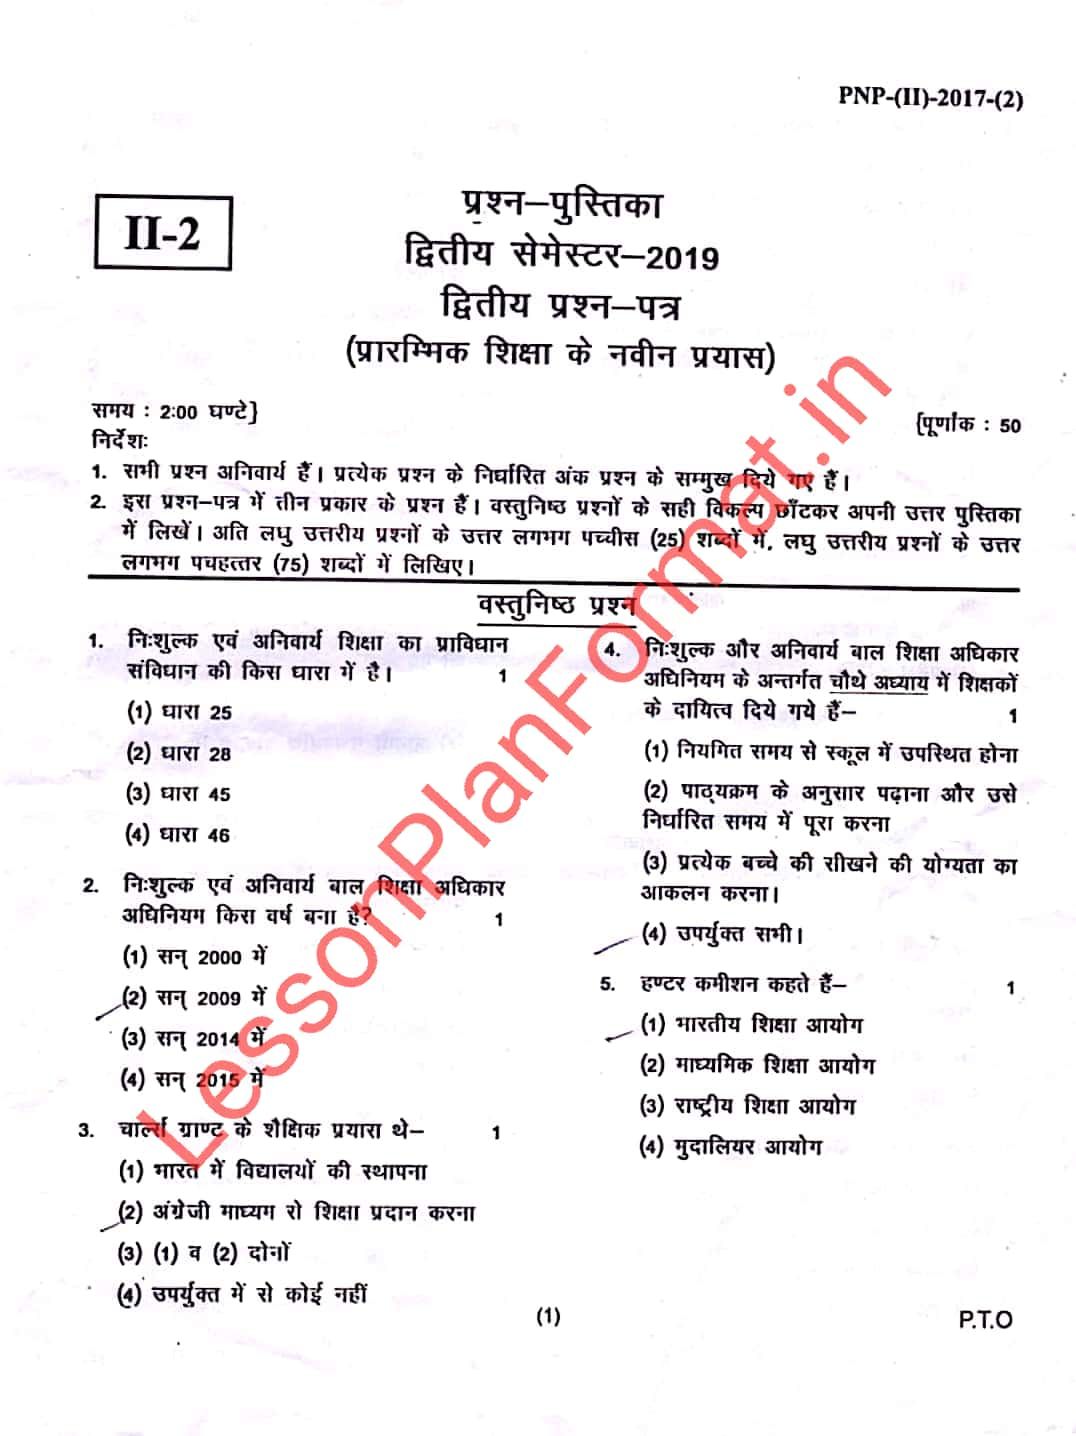 PNP-(II)-2017-(2)
II-2
प्रश्न–पुस्तिका
द्वितीय सेमेस्टर–2019
द्वितीय प्रश्न–पत्र
(प्रारम्भिक शिक्षा के नवीन प्रयास)
समय : 2:00 घण्टे}
{पूर्णांक : 50
निर्देशः
1. सभी प्रश्न अनिवार्य हैं। प्रत्येक प्रश्न के निर्धारित अंक प्रश्न के सम्मुख दिये गए हैं।
2. इस प्रश्न–पत्र में तीन प्रकार के प्रश्न हैं। वस्तुनिष्ठ प्रश्नों के सही विकल्प छाँटकर अपनी उत्तर पुस्तिका
में लिखें। अति लघु उत्तरीय प्रश्नों के उत्तर लगभग पच्चीस (25) शब्दों में, लघु उत्तरीय प्रश्नों के उत्तर
लगभग पचहत्तर (75) शब्दों में लिखिए।
वस्तुनिष्ठ प्रश्न
1. निःशुल्क एवं अनिवार्य शिक्षा का प्राविधान
संविधान की किस धारा में है। 1
(1) धारा 25
(2) धारा 28
(3) धारा 45
(4) धारा 46
2. निःशुल्क एवं अनिवार्य बाल शिक्षा अधिकार
अधिनियम किस वर्ष बना है? 1
(1) सन् 2000 में
(2) सन् 2009 में
(3) सन् 2014 में
(4) सन् 2015 में
3. चार्ल्स ग्राण्ट के शैक्षिक प्रयास थे– 1
(1) भारत में विद्यालयों की स्थापना
(2) अंग्रेजी माध्यम से शिक्षा प्रदान करना
(3) (1) व (2) दोनों
(4) उपर्युक्त में से कोई नहीं
4. निःशुल्क और अनिवार्य बाल शिक्षा अधिकार
अधिनियम के अन्तर्गत चौथे अध्याय में शिक्षकों
के दायित्व दिये गये हैं– 1
(1) नियमित समय से स्कूल में उपस्थित होना
(2) पाठ्यक्रम के अनुसार पढ़ाना और उसे
निर्धारित समय में पूरा करना
(3) प्रत्येक बच्चे की सीखने की योग्यता का
आकलन करना।
(4) उपर्युक्त सभी।
5. हण्टर कमीशन कहते हैं– 1
(1) भारतीय शिक्षा आयोग
(2) माध्यमिक शिक्षा आयोग
(3) राष्ट्रीय शिक्षा आयोग
(4) मुदालियर आयोग
(1)
P.T.O
LessonPlanFormat.in